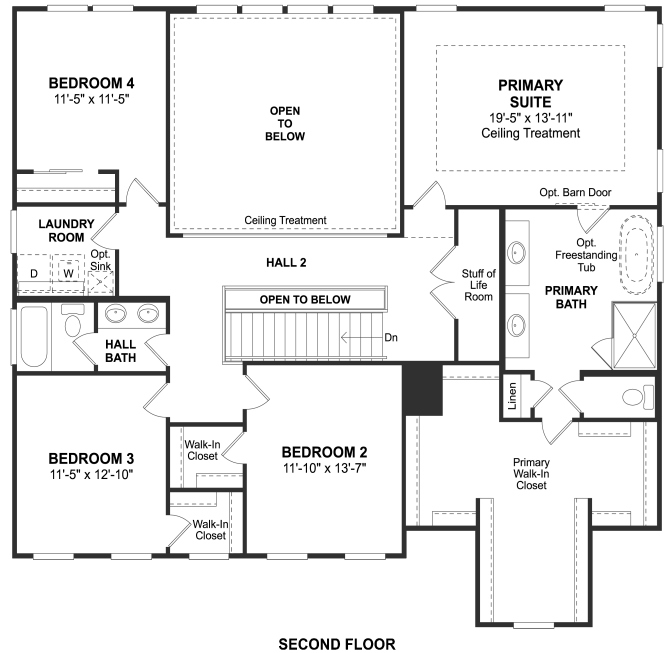 BEDROOM 4
11'-5" x 11'-5"
OPEN
TO
BELOW
Ceiling Treatment
PRIMARY
SUITE
19'-5" x 13'-11"
Ceiling Treatment
Opt. Barn Door
LAUNDRY
ROOM
Opt.
Sink
D
W
HALL 2
OPEN TO BELOW
Dn
Stuff of
Life
Room
Opt.
Freestanding
Tub
PRIMARY
BATH
HALL
BATH
Linen
BEDROOM 3
11'-5" x 12'-10"
Walk-In
Closet
BEDROOM 2
11'-10" x 13'-7"
Primary
Walk-In
Closet
Walk-In
Closet
SECOND FLOOR